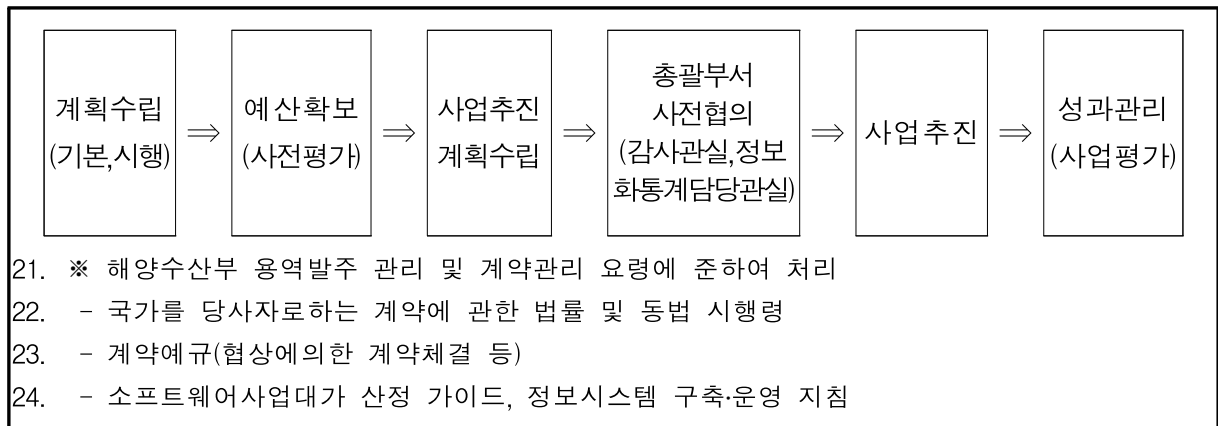 계획수립
(기본,시행)
⇒
예산확보
(사전평가)
⇒
사업추진
계획수립
⇒
총괄부서
사전협의
(감사관실,정보
화통계담당관실)
⇒
사업추진
⇒
성과관리
(사업평가)
21. ※ 해양수산부 용역발주 관리 및 계약관리 요령에 준하여 처리
22. - 국가를 당사자로하는 계약에 관한 법률 및 동법 시행령
23. - 계약예규(협상에의한 계약체결 등)
24. - 소프트웨어사업대가 산정 가이드, 정보시스템 구축·운영 지침